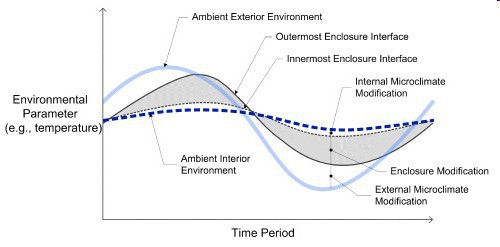 Ambient Exterior Environment
Outermost Enclosure Interface
Innermost Enclosure Interface
Internal Microclimate
Modification
Environmental
Parameter
(e.g., temperature)
Ambient Interior
Environment
Enclosure Modification
External Microclimate
Modification
Time Period